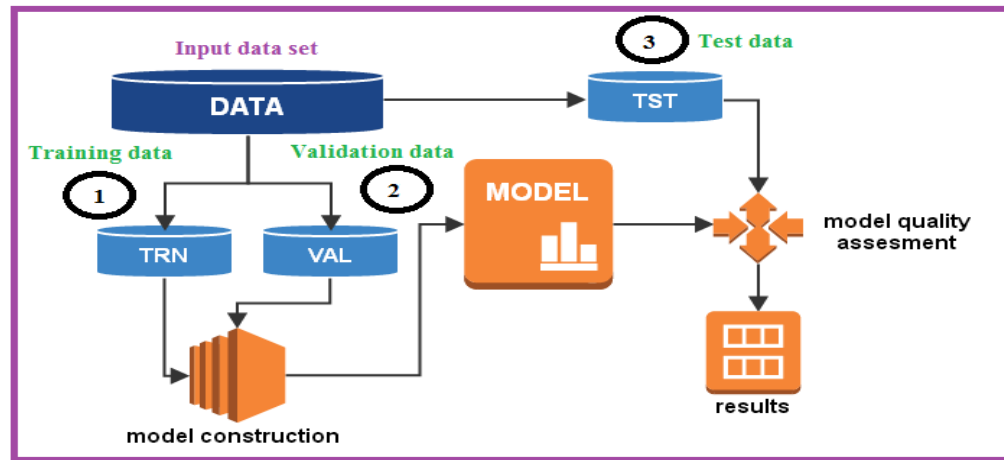 Input data set
3
Test data
DATA
TST
Training data
Validation data
1
2
MODEL
TRN
VAL
model quality
assesment
model construction
results